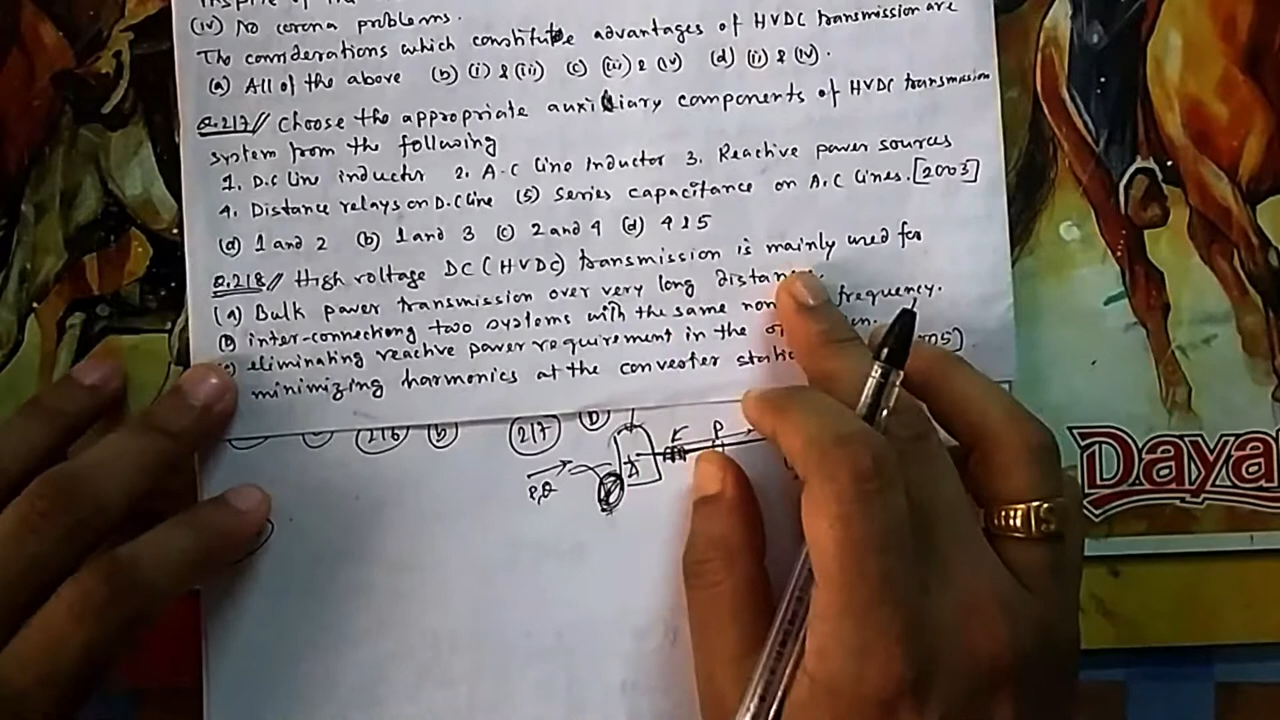 (iv) No corona problems.
The considerations which constitute advantages of HVDC transmission are
(a) All of the above (b) (i) & (iii) (c) (iii) & (iv) (d) (ii) & (iv).
Q.217// Choose the appropriate auxiliary components of HVDC transmission
system from the following
1. D.C line inductor 2. A.C line Inductor 3. Reactive power sources
4. Distance relays on D.C line (5) Series capacitance on A.C lines. [2003]
(a) 1 and 2 (b) 1 and 3 (c) 2 and 4 (d) 4 & 5
Q.218// High voltage DC (HVDC) transmission is mainly used for
(a) Bulk power transmission over very long
(b) inter-connecting two systems with the same frequency.
eliminating reactive power requirement in the
minimizing harmonics at the converter
216 (b) 217 (D)
P
P,Q
Daya